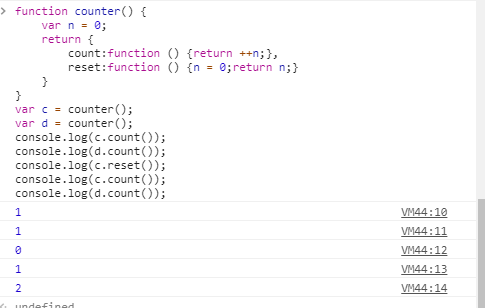 function counter() {
    var n = 0;
    return {
        count:function () {return ++n;},
        reset:function () {n = 0;return n;}
    }
}
var c = counter();
var d = counter();
console.log(c.count());
console.log(d.count());
console.log(c.reset());
console.log(c.count());
console.log(d.count());
1 VM44:10
1 VM44:11
0 VM44:12
1 VM44:13
2 VM44:14
undefined